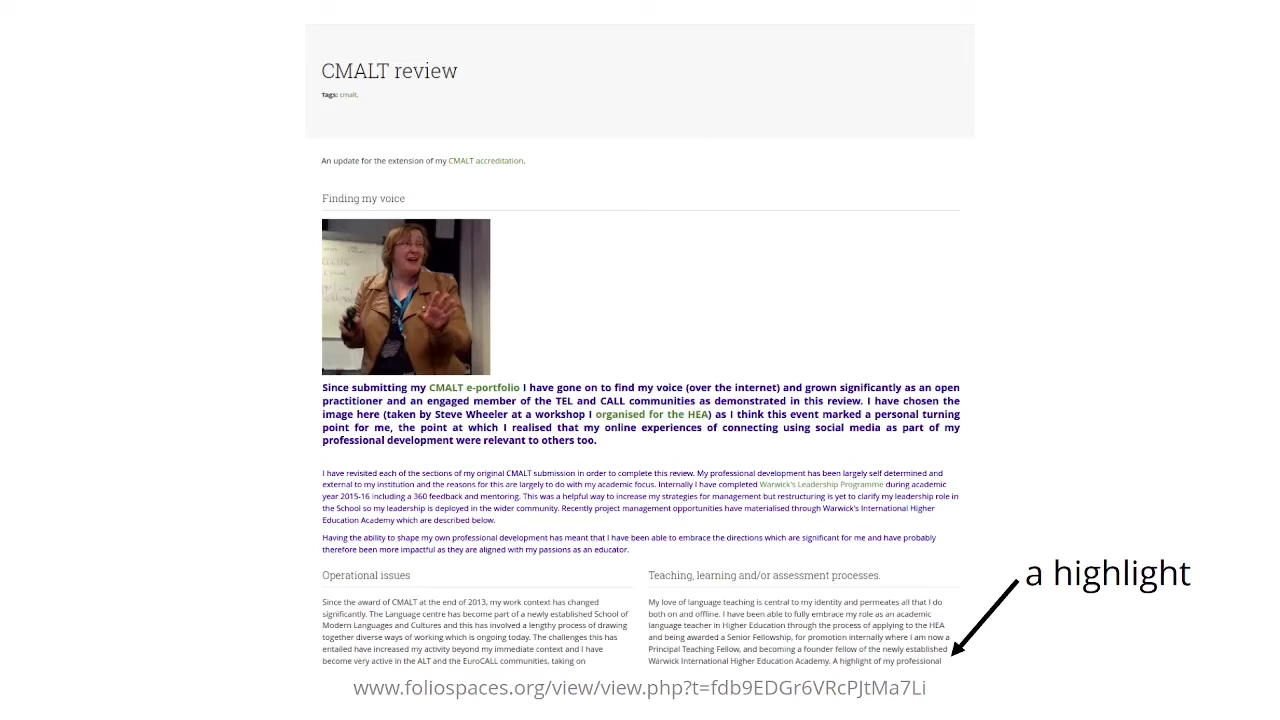 CMALT review
Tags: cmalt,
An update for the extension of my CMALT accreditation.
Finding my voice
Since submitting my CMALT e-portfolio I have gone on to find my voice (over the internet) and grown significantly as an open
practitioner and an engaged member of the TEL and CALL communities as demonstrated in this review. I have chosen the
image here (taken by Steve Wheeler at a workshop I organised for the HEA) as I think this event marked a personal turning
point for me, the point at which I realised that my online experiences of connecting using social media as part of my
professional development were relevant to others too.
I have revisited each of the sections of my original CMALT submission in order to complete this review. My professional development has been largely self determined and
external to my institution and the reasons for this are largely to do with my academic focus. Internally I have completed Warwick's Leadership Programme during academic
year 2015-16 including a 360 feedback and mentoring. This was a helpful way to increase my strategies for management but restructuring is yet to clarify my leadership role in
the School so my leadership is deployed in the wider community. Recently project management opportunities have materialised through Warwick's International Higher
Education Academy which are described below.
Having the ability to shape my own professional development has meant that I have been able to embrace the directions which are significant for me and have probably
therefore been more impactful as they are aligned with my passions as an educator.
Operational issues
Since the award of CMALT at the end of 2013, my work context has changed
significantly. The Language centre has become part of a newly established School of
Modern Languages and Cultures and this has involved a lengthy process of drawing
together diverse ways of working which is ongoing today. The challenges this has
entailed have increased my activity beyond my immediate context and I have
become very active in the ALT and the EuroCALL communities, taking on
Teaching, learning and/or assessment processes.
My love of language teaching is central to my identity and permeates all that I do
both on and offline. I have been able to fully embrace my role as an academic
language teacher in Higher Education through the process of applying to the HEA
and being awarded a Senior Fellowship, for promotion internally where i am now a
Principal Teaching Fellow, and becoming a founder fellow of the newly established
Warwick International Higher Education Academy. A highlight of my professional
a highlight
www.foliospaces.org/view/view.php?t=fdb9EDGr6VRcPJtMa7Li